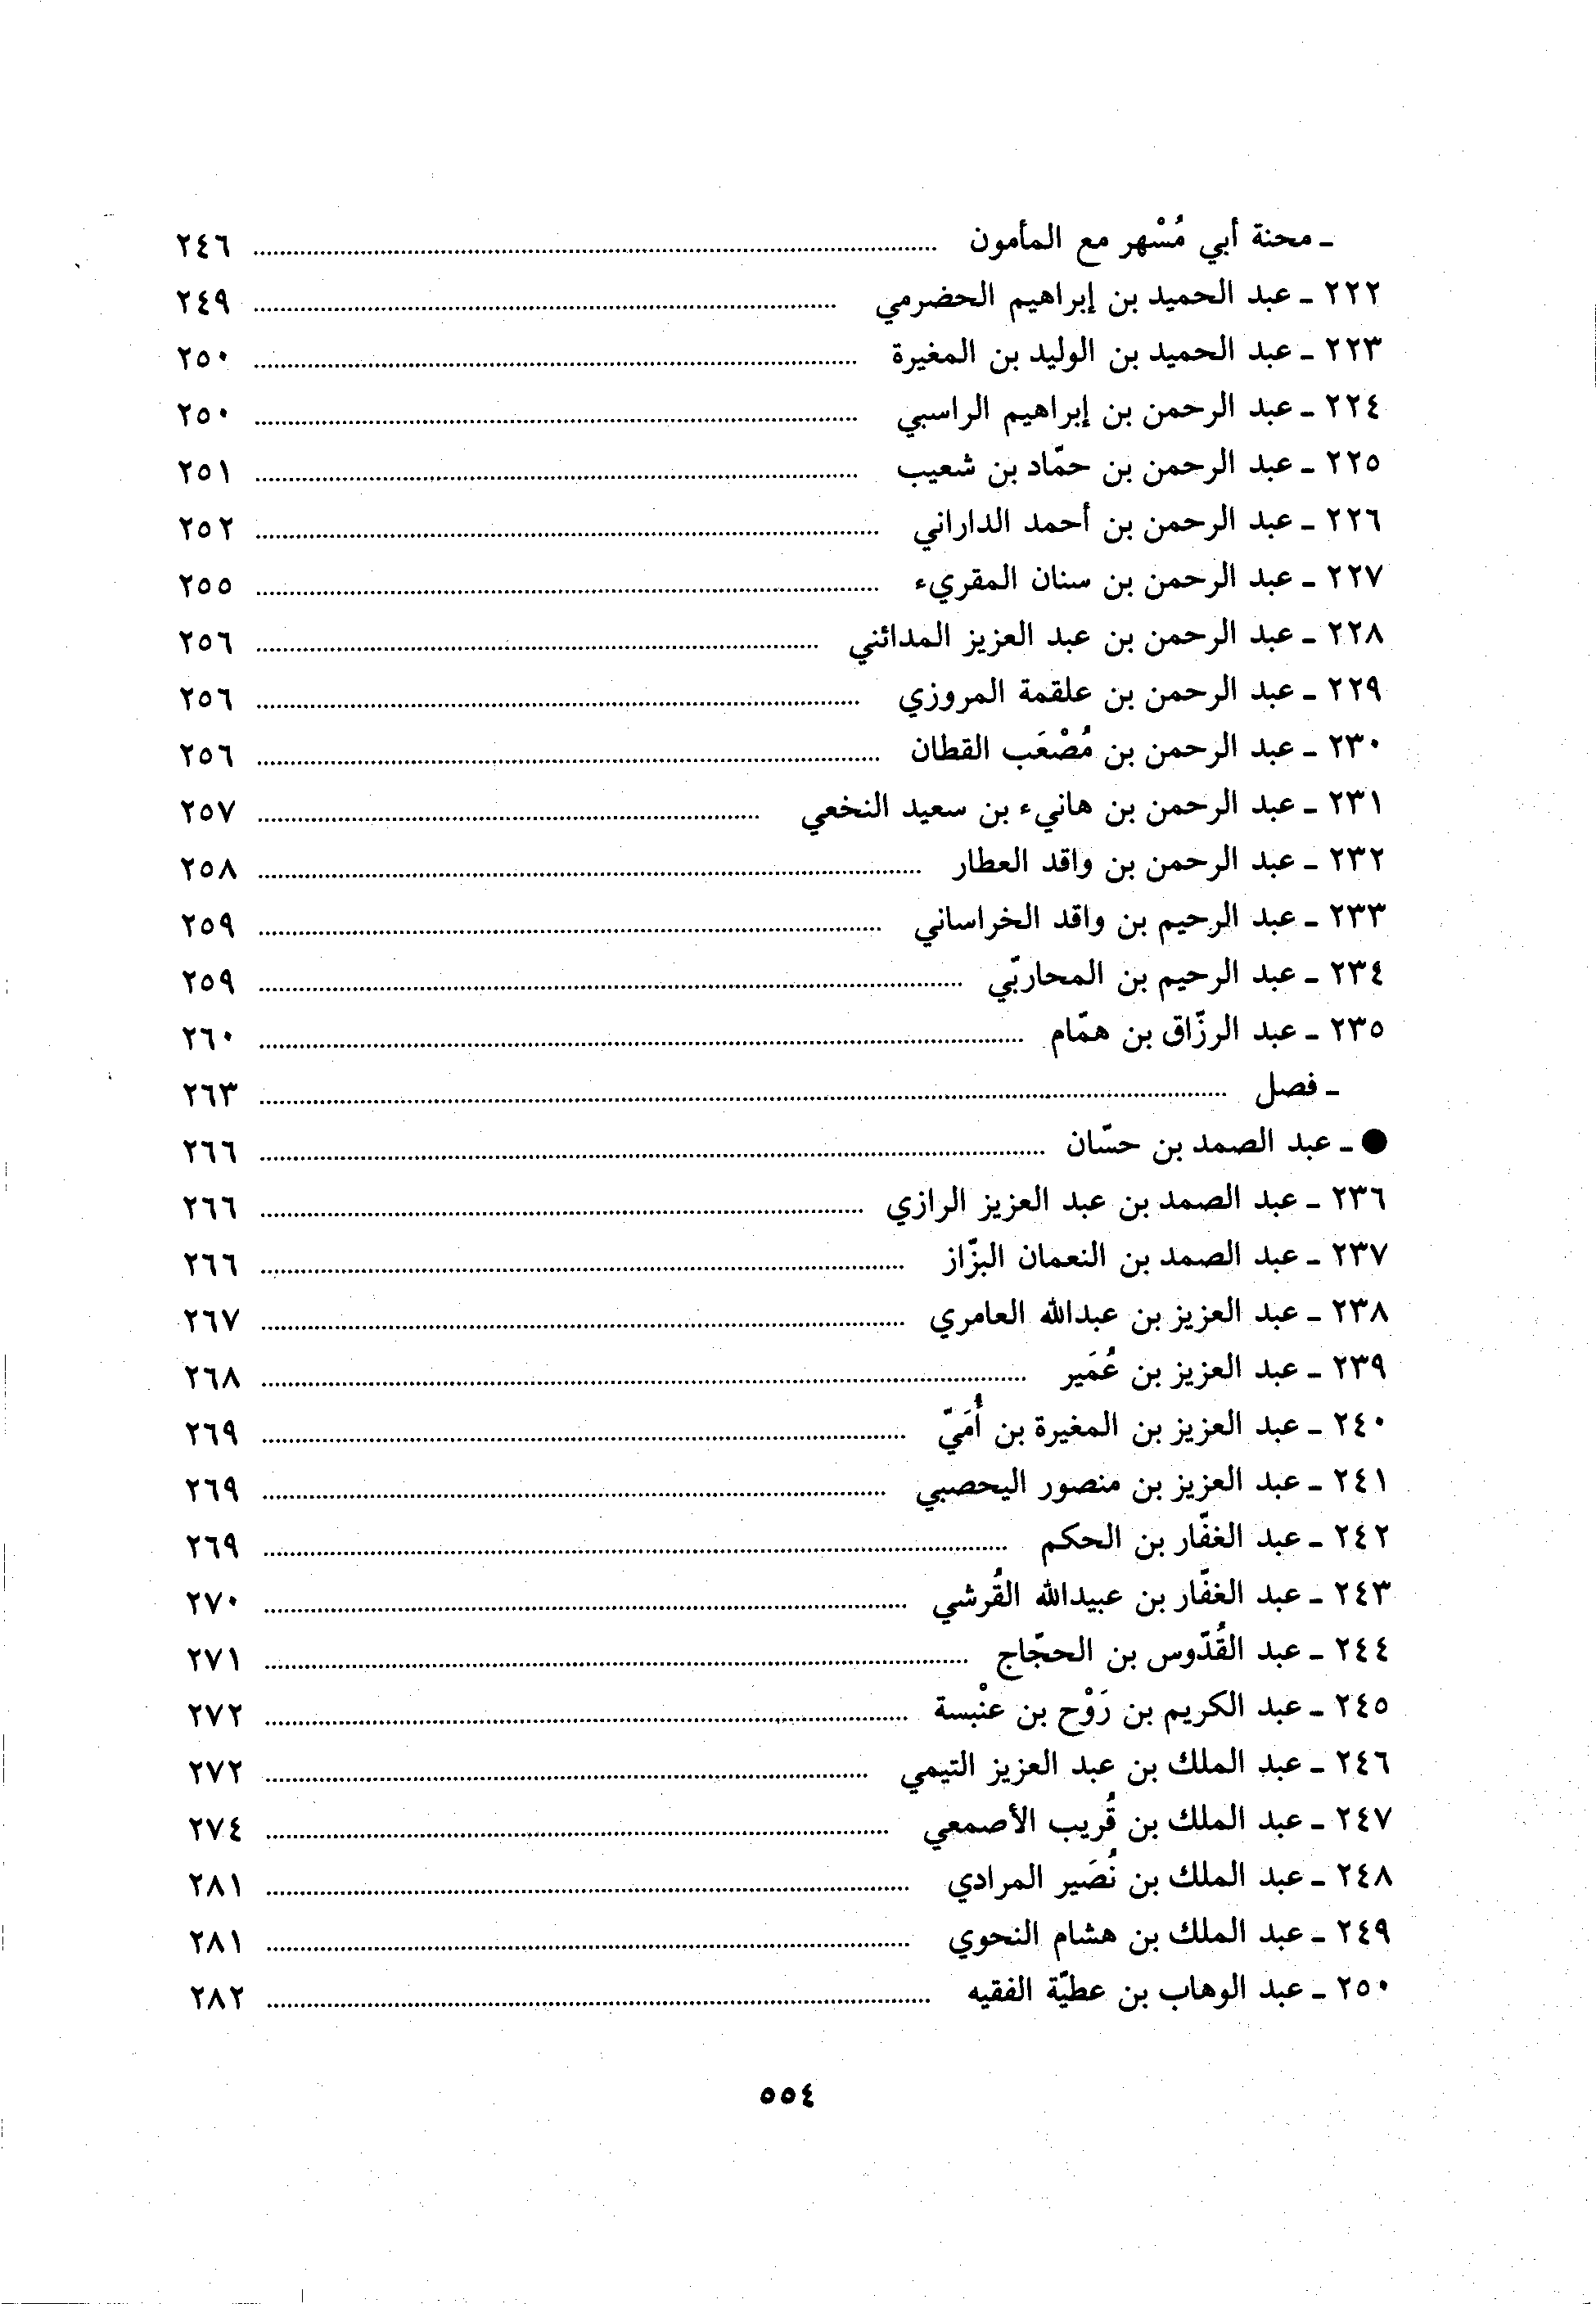 ـ محنة أبي مُسْهر مع المأمون ........ ٢٤٦
٢٢٢ ـ عبد الحميد بن إبراهيم الحضرمي ........ ٢٤٩
٢٢٣ ـ عبد الحميد بن الوليد بن المغيرة ........ ٢٥٠
٢٢٤ ـ عبد الرحمن بن إبراهيم الراسبي ........ ٢٥٠
٢٢٥ ـ عبد الرحمن بن حمّاد بن شعيب ........ ٢٥١
٢٢٦ ـ عبد الرحمن بن أحمد الداراني ........ ٢٥٢
٢٢٧ ـ عبد الرحمن بن سنان المقريء ........ ٢٥٥
٢٢٨ ـ عبد الرحمن بن عبد العزيز المدائني ........ ٢٥٦
٢٢٩ ـ عبد الرحمن بن علقمة المروزي ........ ٢٥٦
٢٣٠ ـ عبد الرحمن بن مُصْعَب القطان ........ ٢٥٦
٢٣١ ـ عبد الرحمن بن هانيء بن سعيد النخعي ........ ٢٥٧
٢٣٢ ـ عبد الرحمن بن واقد العطار ........ ٢٥٨
٢٣٣ ـ عبد الرحيم بن واقد الخراساني ........ ٢٥٩
٢٣٤ ـ عبد الرحيم بن المحاربّي ........ ٢٥٩
٢٣٥ ـ عبد الرزّاق بن همّام ........ ٢٦٠
ـ فصل ........ ٢٦٣
● ـ عبد الصمد بن حسّان ........ ٢٦٦
٢٣٦ ـ عبد الصمد بن عبد العزيز الرازي ........ ٢٦٦
٢٣٧ ـ عبد الصمد بن النعمان البزّاز ........ ٢٦٦
٢٣٨ ـ عبد العزيز بن عبدالله العامري ........ ٢٦٧
٢٣٩ ـ عبد العزيز بن عُمَير ........ ٢٦٨
٢٤٠ ـ عبد العزيز بن المغيرة بن أُمَيّ ........ ٢٦٩
٢٤١ ـ عبد العزيز بن منصور اليحصبي ........ ٢٦٩
٢٤٢ ـ عبد الغفّار بن الحكم ........ ٢٦٩
٢٤٣ ـ عبد الغفّار بن عبيدالله القُرشي ........ ٢٧٠
٢٤٤ ـ عبد القُدّوس بن الحجّاج ........ ٢٧١
٢٤٥ ـ عبد الكريم بن رَوْح بن عنْبسة ........ ٢٧٢
٢٤٦ ـ عبد الملك بن عبد العزيز التيمي ........ ٢٧٢
٢٤٧ ـ عبد الملك بن قُريب الأصمعي ........ ٢٧٤
٢٤٨ ـ عبد الملك بن نُصَير المرادي ........ ٢٨١
٢٤٩ ـ عبد الملك بن هشام النحوي ........ ٢٨١
٢٥٠ ـ عبد الوهاب بن عطيّة الفقيه ........ ٢٨٢
٥٥٤